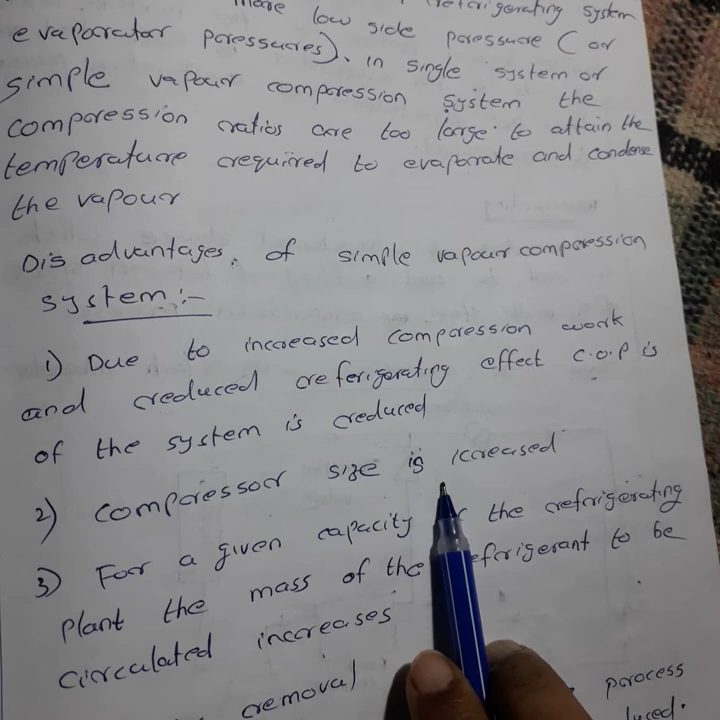 more low side refrigerating system
evaporator pressures). in single system or
simple vapour compression system the
compression ratios are too large to attain the
temperature required to evaporate and condense
the vapour
Disadvantages of simple vapour compression
system :-
1) Due to increased compression work
and reduced refrigerating effect C.O.P is
of the system is reduced
2) compressor size is icreased
3) For a given capacity the refrigerating
plant the mass of the refrigerant to be
circulated increases
removal process